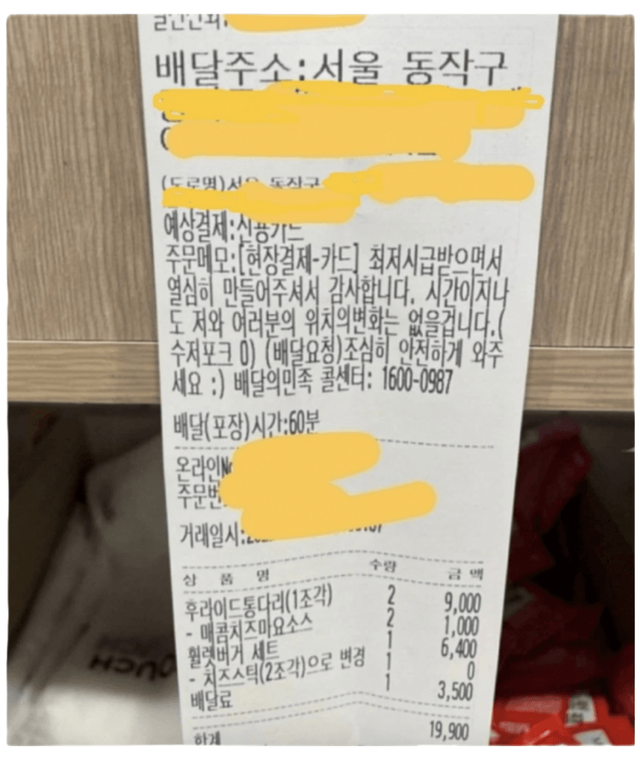 배달주소:서울 동작구
(도로명)서울 동작구
예상결제:신용카드
주문메모:[현장결제-카드] 최저시급받으면서
열심히 만들어주셔서 감사합니다. 시간이지나
도 저와 여러분의 위치의변화는 없을겁니다.(
수저포크 O) (배달요청)조심히 안전하게 와주
세요 :) 배달의민족 콜센터: 1600-0987
배달(포장)시간:60분
온라인
주문번
거래일시:
상 품 명 수량 금 액
후라이드통다리(1조각) 2 9,000
- 매콤치즈마요소스 2 1,000
휠렛버거 세트 1 6,400
- 치즈스틱(2조각)으로 변경 1 0
배달료 1 3,500
합계 19,900